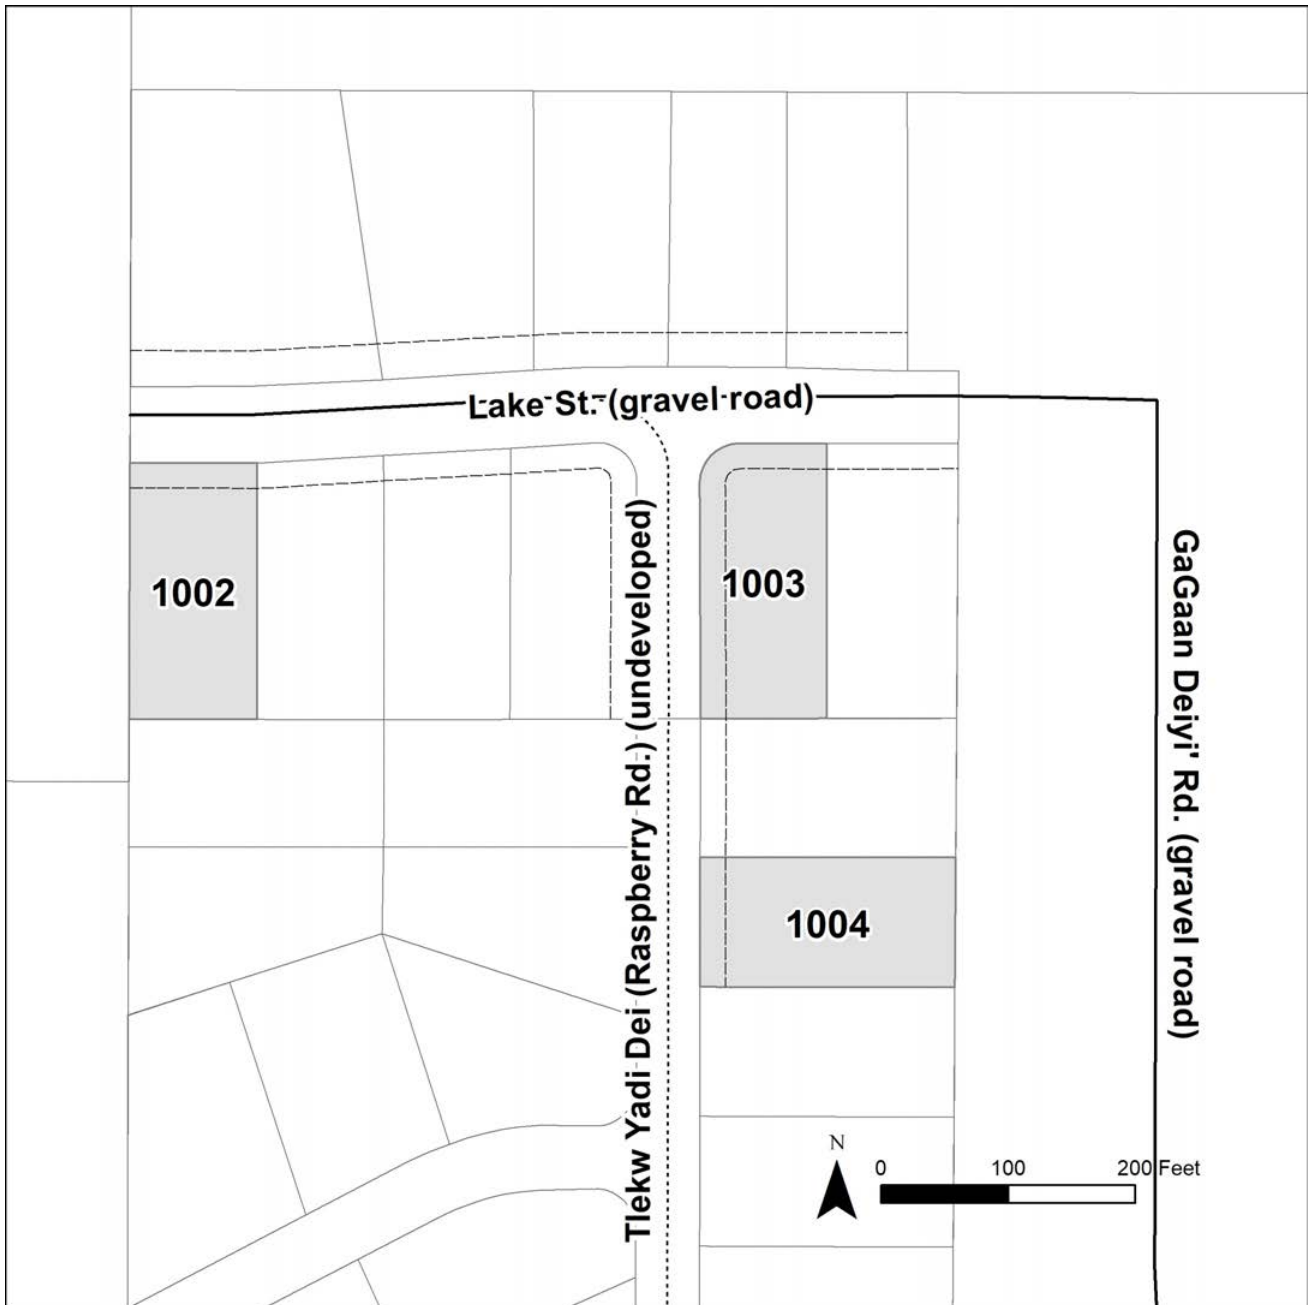 Lake St. (gravel road)
1002
1003
Tlekw Yadi Dei (Raspberry Rd.) (undeveloped)
GaGaan Deiyi' Rd. (gravel road)
1004
N
0 100 200 Feet